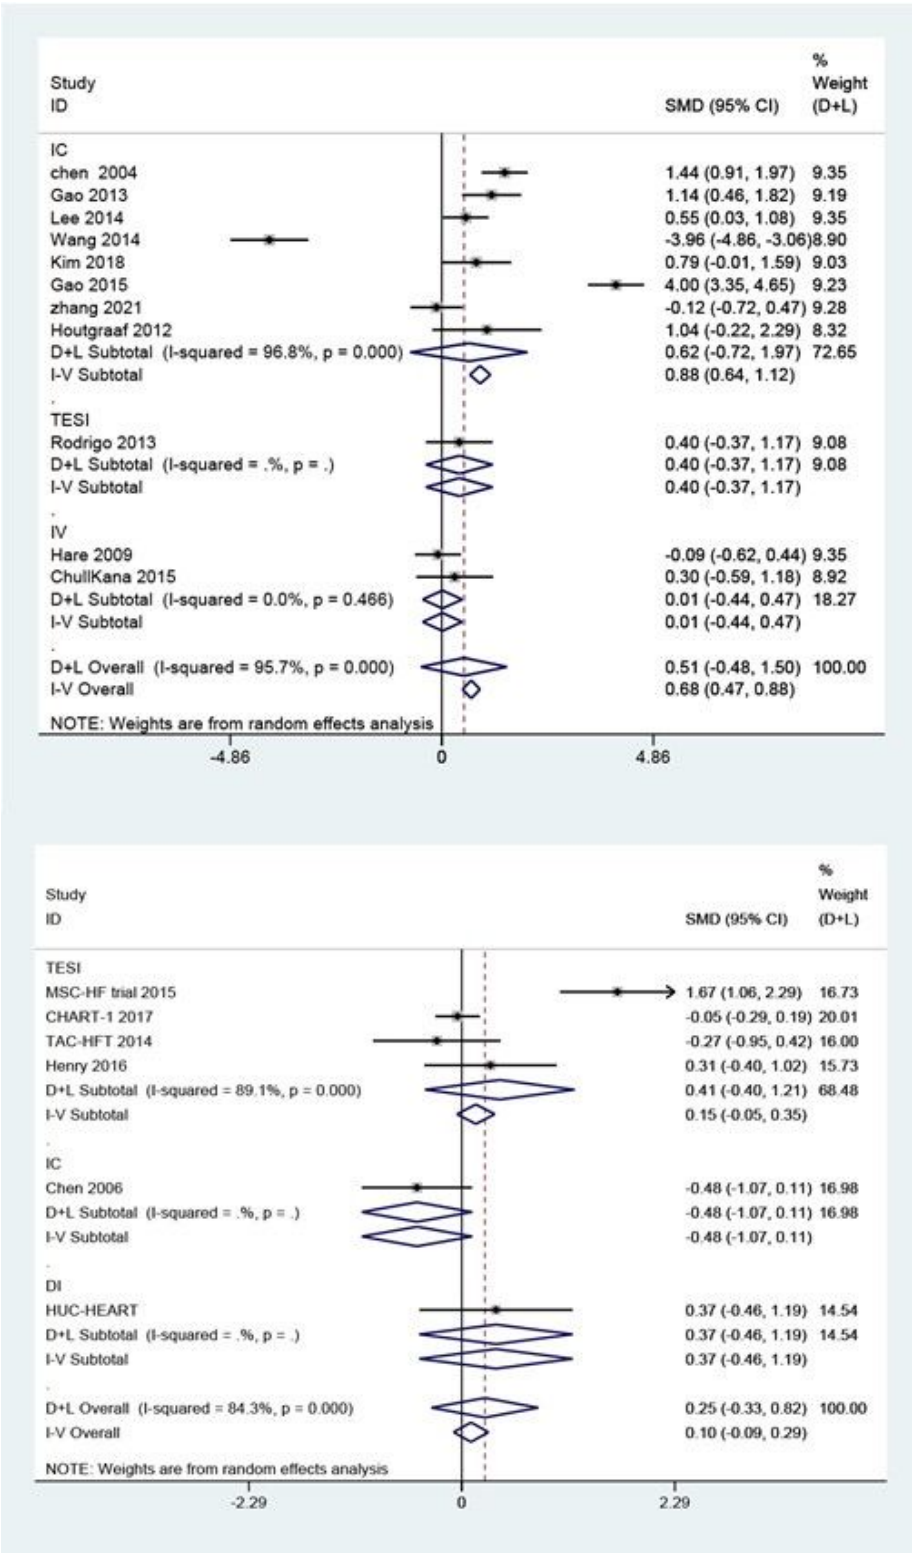 %
Study Weight
ID SMD (95% CI) (D+L)
IC
chen 2004 1.44 (0.91, 1.97) 9.35
Gao 2013 1.14 (0.46, 1.82) 9.19
Lee 2014 0.55 (0.03, 1.08) 9.35
Wang 2014 -3.96 (-4.86, -3.06)8.90
Kim 2018 0.79 (-0.01, 1.59) 9.03
Gao 2015 4.00 (3.35, 4.65) 9.23
zhang 2021 -0.12 (-0.72, 0.47) 9.28
Houtgraaf 2012 1.04 (-0.22, 2.29) 8.32
D+L Subtotal (I-squared = 96.8%, p = 0.000) 0.62 (-0.72, 1.97) 72.65
I-V Subtotal 0.88 (0.64, 1.12)
.
TESI
Rodrigo 2013 0.40 (-0.37, 1.17) 9.08
D+L Subtotal (I-squared = .%, p = .) 0.40 (-0.37, 1.17) 9.08
I-V Subtotal 0.40 (-0.37, 1.17)
.
IV
Hare 2009 -0.09 (-0.62, 0.44) 9.35
ChullKana 2015 0.30 (-0.59, 1.18) 8.92
D+L Subtotal (I-squared = 0.0%, p = 0.466) 0.01 (-0.44, 0.47) 18.27
I-V Subtotal 0.01 (-0.44, 0.47)
.
D+L Overall (I-squared = 95.7%, p = 0.000) 0.51 (-0.48, 1.50) 100.00
I-V Overall 0.68 (0.47, 0.88)
NOTE: Weights are from random effects analysis
-4.86 0 4.86
%
Study Weight
ID SMD (95% CI) (D+L)
TESI
MSC-HF trial 2015 1.67 (1.06, 2.29) 16.73
CHART-1 2017 -0.05 (-0.29, 0.19) 20.01
TAC-HFT 2014 -0.27 (-0.95, 0.42) 16.00
Henry 2016 0.31 (-0.40, 1.02) 15.73
D+L Subtotal (I-squared = 89.1%, p = 0.000) 0.41 (-0.40, 1.21) 68.48
I-V Subtotal 0.15 (-0.05, 0.35)
.
IC
Chen 2006 -0.48 (-1.07, 0.11) 16.98
D+L Subtotal (I-squared = .%, p = .) -0.48 (-1.07, 0.11) 16.98
I-V Subtotal -0.48 (-1.07, 0.11)
.
DI
HUC-HEART 0.37 (-0.46, 1.19) 14.54
D+L Subtotal (I-squared = .%, p = .) 0.37 (-0.46, 1.19) 14.54
I-V Subtotal 0.37 (-0.46, 1.19)
.
D+L Overall (I-squared = 84.3%, p = 0.000) 0.25 (-0.33, 0.82) 100.00
I-V Overall 0.10 (-0.09, 0.29)
NOTE: Weights are from random effects analysis
-2.29 0 2.29